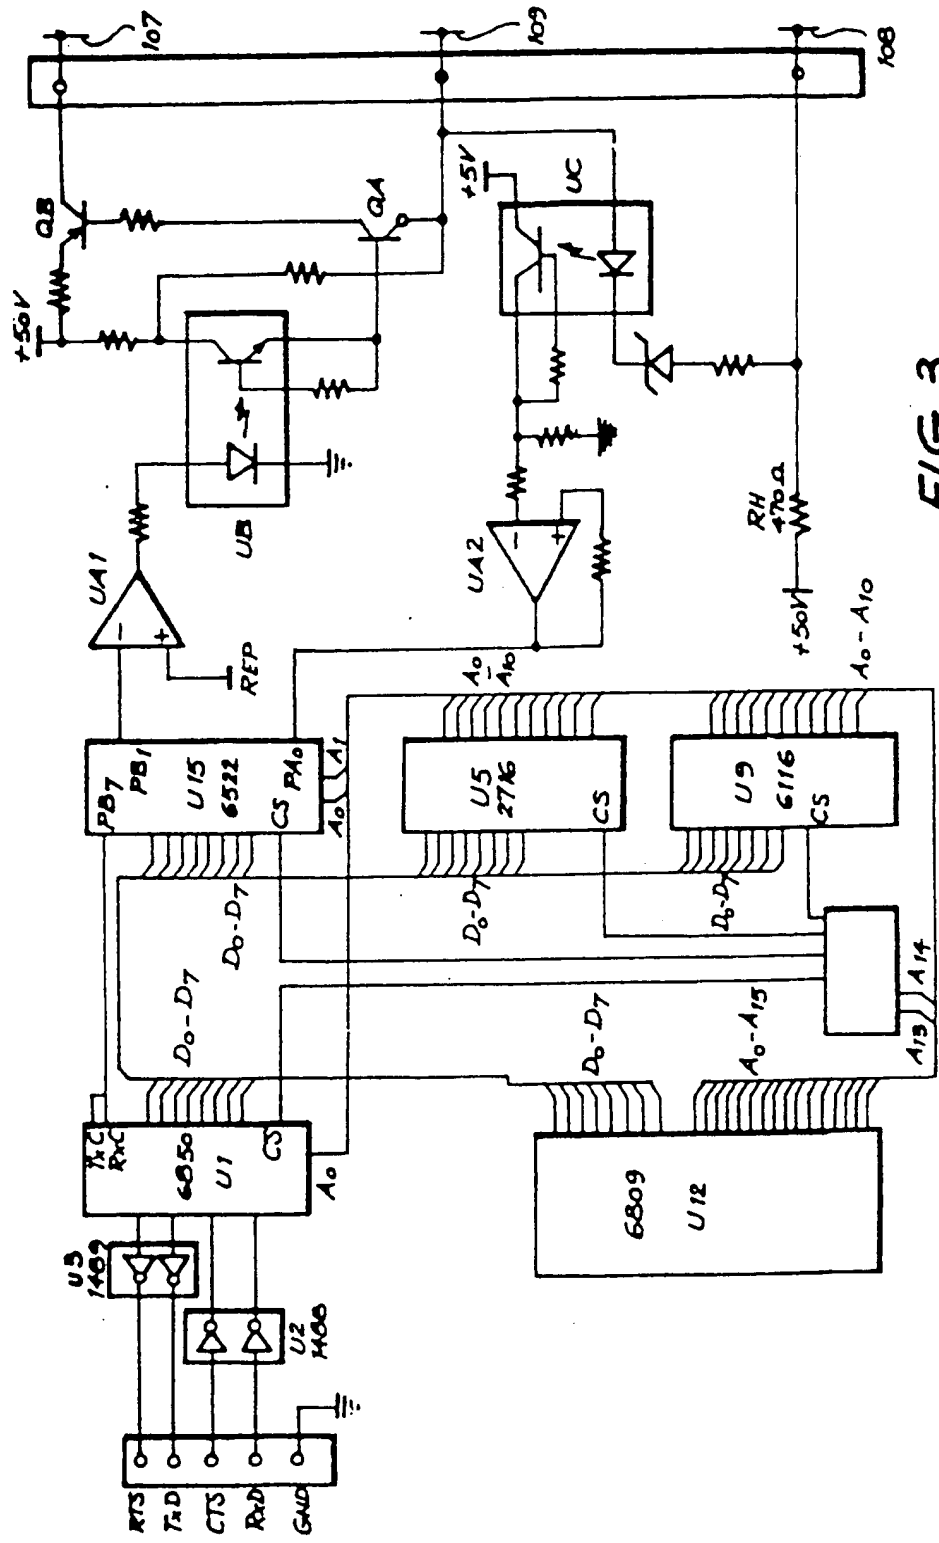 107
109
108
QB
+50V
QA
+5V
UC
UB
UA1
REP
UA2
RH
470Ω
+50V
PB7
PB1
U15
6522
CS
PA0
A0
A1
A0
-
A10
A0-A10
U5
2716
CS
U9
6116
CS
D0-D7
D0-D7
D0-D7
D0-D7
D0-D7
A0-A15
A13
A14
TxC
RxC
6850
U1
CS
A0
6809
U12
U3
1489
U2
1488
RTS
TxD
CTS
RxD
GND
FIG 3